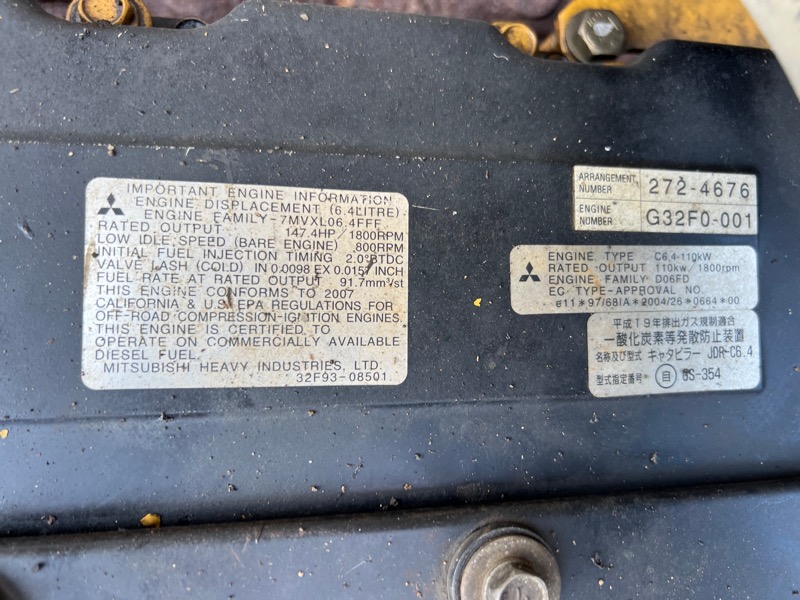 IMPORTANT ENGINE INFORMATION
ENGINE DISPLACEMENT (6.4LITRE)
ENGINE FAMILY-7MVXL06.4FFF
RATED OUTPUT 147.4HP/1800RPM
LOW IDLE SPEED (BARE ENGINE) 800RPM
INITIAL FUEL INJECTION TIMING 2.0°BTDC
VALVE LASH (COLD) IN 0.0098 EX 0.0157 INCH
FUEL RATE AT RATED OUTPUT 91.7mm³/st
THIS ENGINE CONFORMS TO 2007
CALIFORNIA & U.S.EPA REGULATIONS FOR
OFF-ROAD COMPRESSION-IGNITION ENGINES.
THIS ENGINE IS CERTIFIED TO
OPERATE ON COMMERCIALLY AVAILABLE
DIESEL FUEL.
MITSUBISHI HEAVY INDUSTRIES, LTD.
32F93-08501
ARRANGEMENT NUMBER 272-4676
ENGINE NUMBER G32F0-001
ENGINE TYPE C6.4-110kW
RATED OUTPUT 110kw/1800rpm
ENGINE FAMILY D06FD
EC TYPE-APPROVAL NO.
e11*97/68IA*2004/26*0664*00
平成19年排出ガス規制適合
一酸化炭素等発散防止装置
名称及び型式 キャタピラー JDR-C6.4
型式指定番号 自 US-354